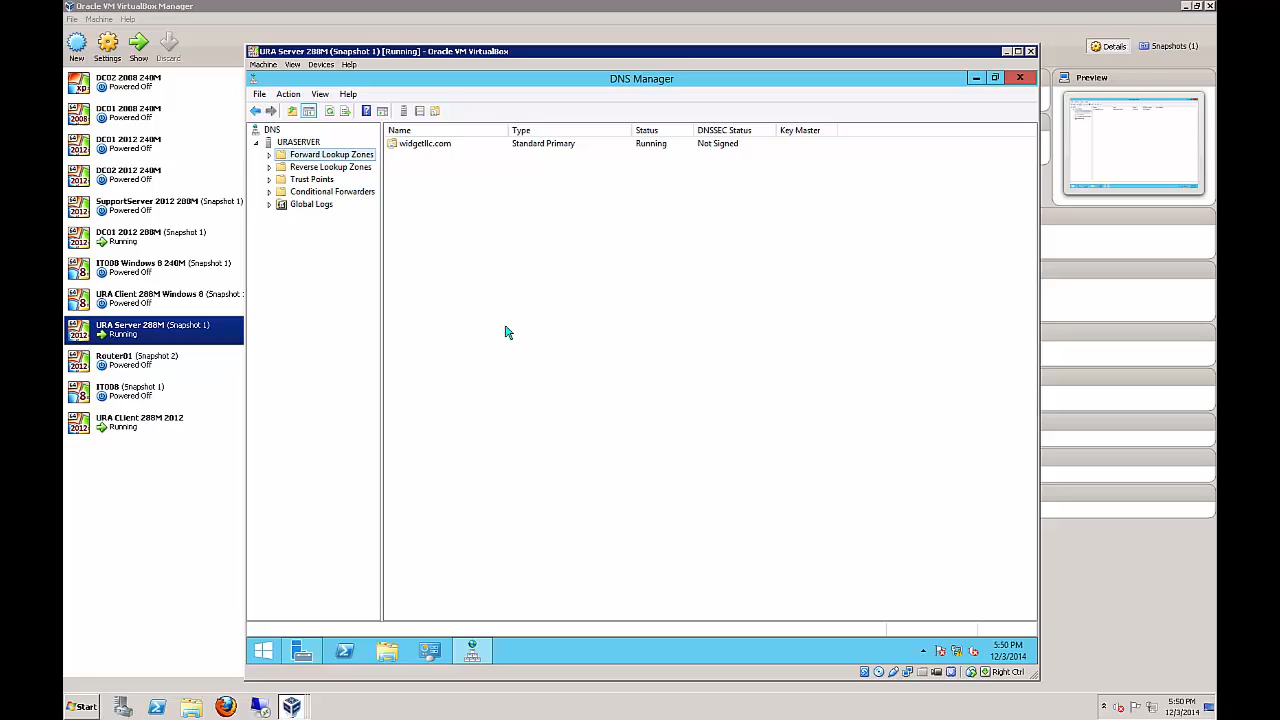 Oracle VM VirtualBox Manager
File Machine Help
New Settings Show Discard
Details Snapshots (1)
DC02 2008 240M
Powered Off
DC01 2008 240M
Powered Off
DC01 2012 240M
Powered Off
DC02 2012 240M
Powered Off
SupportServer 2012 288M (Snapshot 1)
Powered Off
DC01 2012 288M (Snapshot 1)
Running
IT008 Windows 8 240M (Snapshot 1)
Powered Off
URA Client 288M Windows 8 (Snapshot
Powered Off
URA Server 288M (Snapshot 1)
Running
Router01 (Snapshot 2)
Powered Off
IT008 (Snapshot 1)
Powered Off
URA CLient 288M 2012
Running
URA Server 288M (Snapshot 1) [Running] - Oracle VM VirtualBox
Machine View Devices Help
DNS Manager
File Action View Help
DNS
URASERVER
Forward Lookup Zones
Reverse Lookup Zones
Trust Points
Conditional Forwarders
Global Logs
Name Type Status DNSSEC Status Key Master
widgetllc.com Standard Primary Running Not Signed
5:50 PM
12/3/2014
Right Ctrl
Preview
Start
5:50 PM
12/3/2014